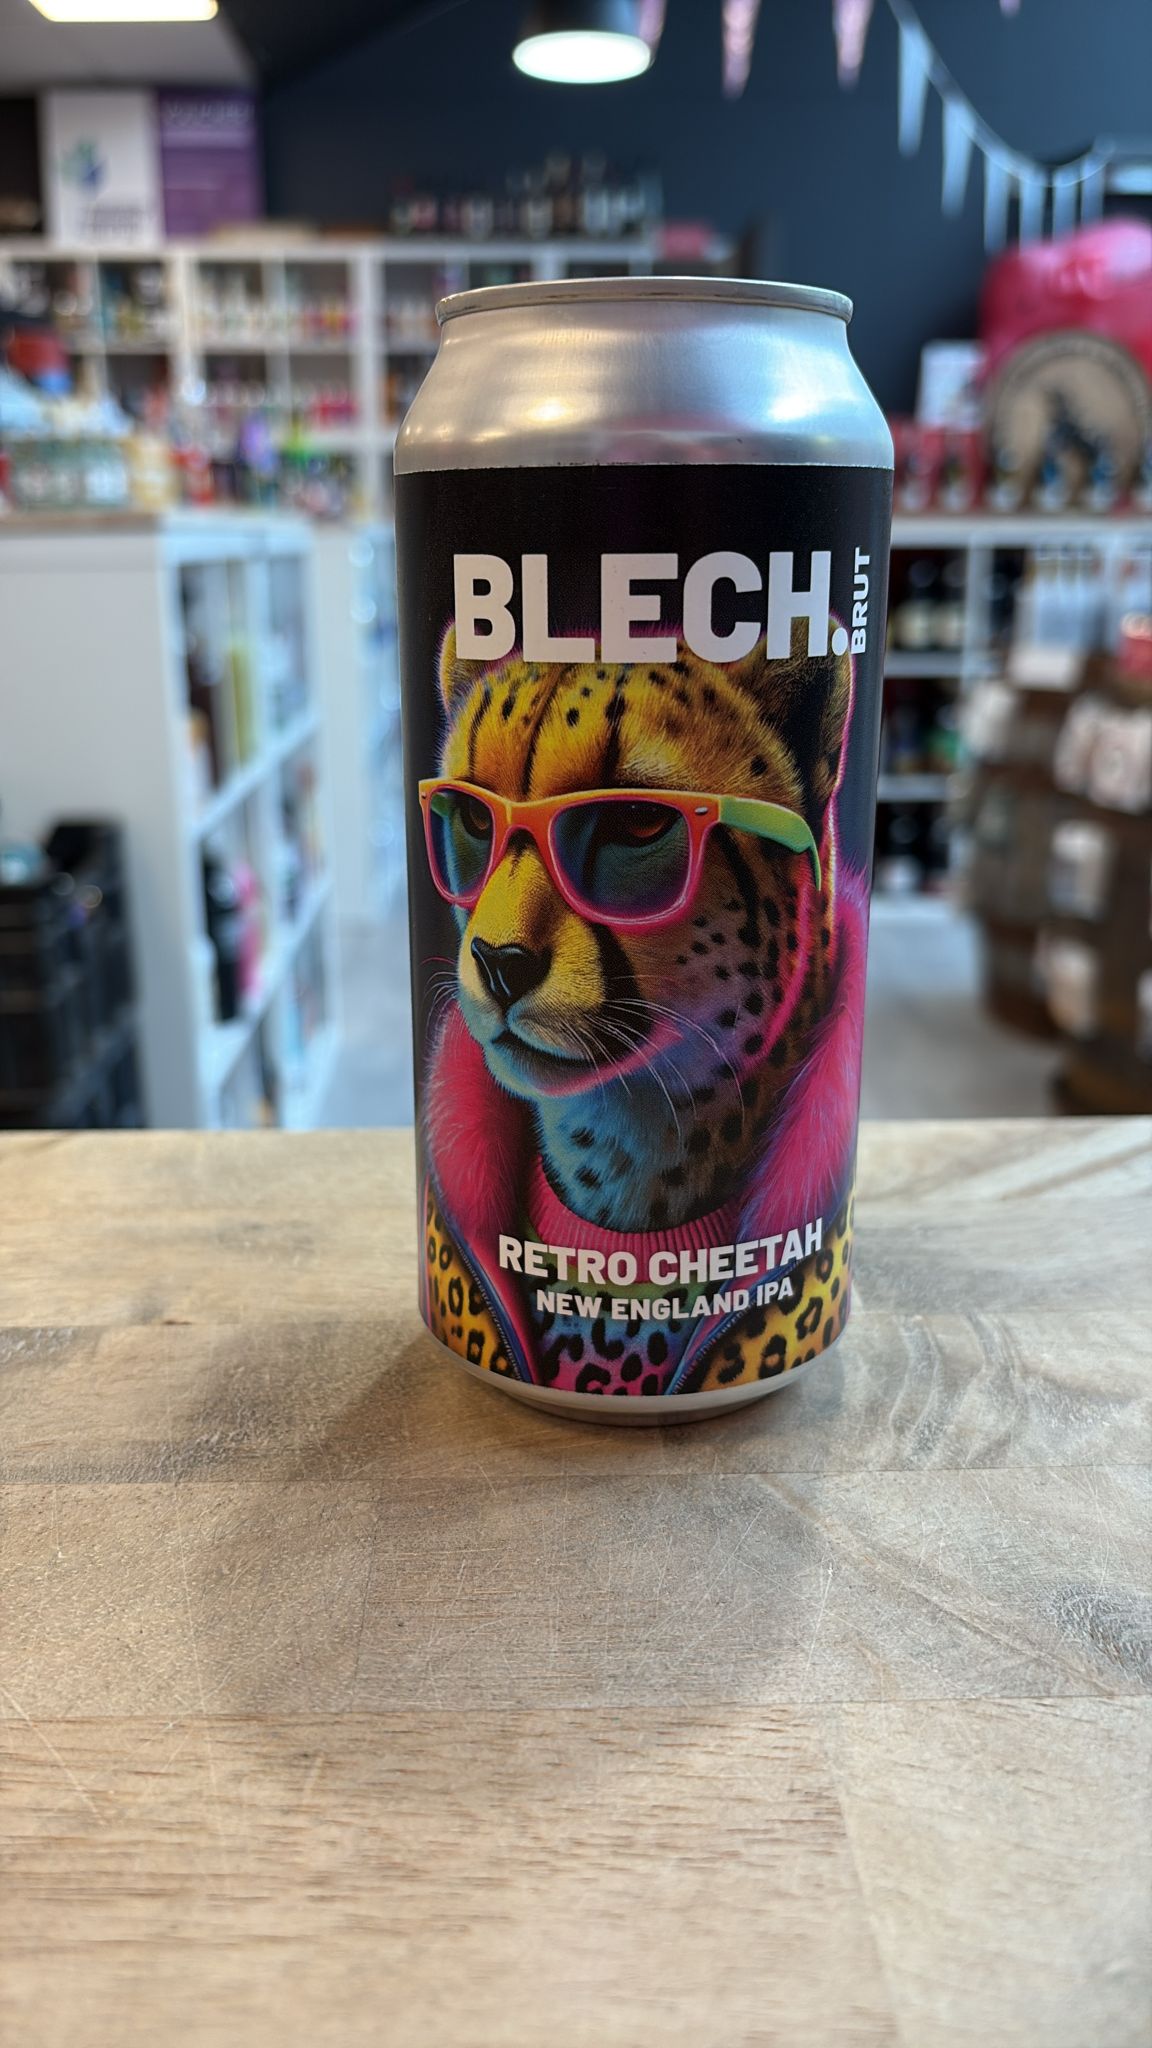 BLECH.
BRUT
RETRO CHEETAH
NEW ENGLAND IPA